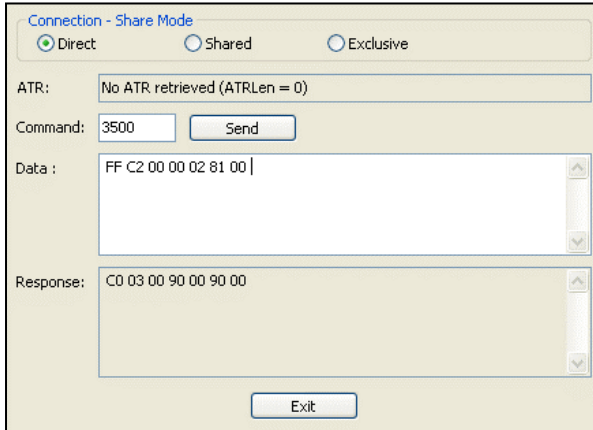 Connection - Share Mode
Direct Shared Exclusive
ATR: No ATR retrieved (ATRLen = 0)
Command: 3500 Send
Data : FF C2 00 00 02 81 00
Response: C0 03 00 90 00 90 00
Exit